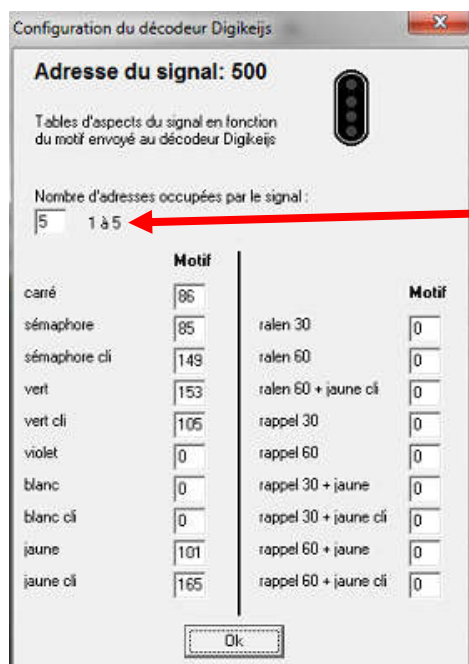 Configuration du décodeur Digikeijs
Adresse du signal: 500
Tables d'aspects du signal en fonction
du motif envoyé au décodeur Digikeijs
Nombre d'adresses occupées par le signal :
5 1 à 5
Motif
carré 86
sémaphore 85
sémaphore cli 149
vert 153
vert cli 105
violet 0
blanc 0
blanc cli 0
jaune 101
jaune cli 165
Motif
ralen 30 0
ralen 60 0
ralen 60 + jaune cli 0
rappel 30 0
rappel 60 0
rappel 30 + jaune 0
rappel 30 + jaune cli 0
rappel 60 + jaune 0
rappel 60 + jaune cli 0
Ok